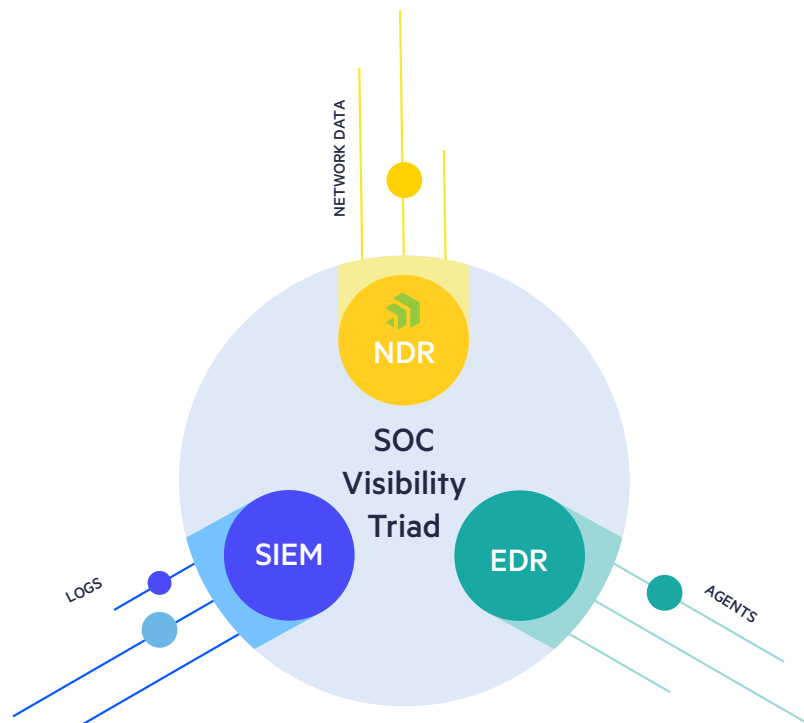 NETWORK DATA
NDR
SOC
Visibility
Triad
SIEM
EDR
LOGS
AGENTS